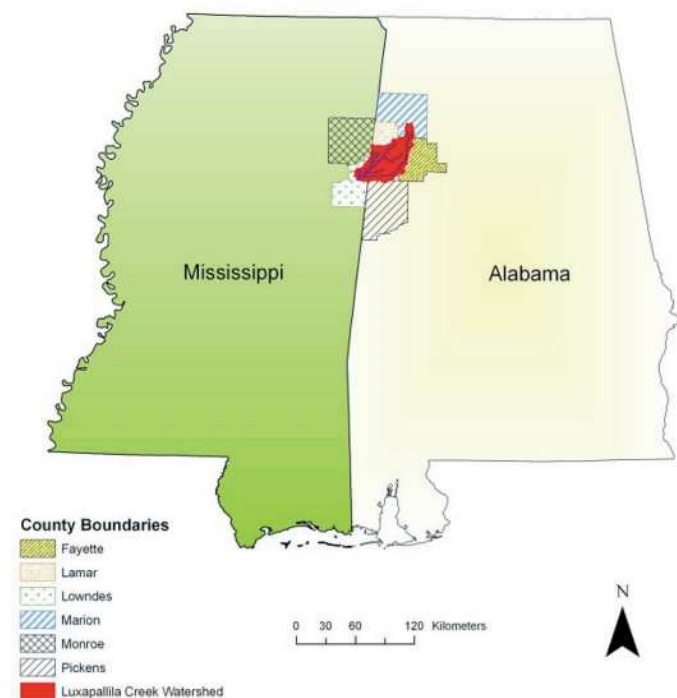 Mississippi
Alabama
County Boundaries
Fayette
Lamar
Lowndes
Marion
Monroe
Pickens
Luxapallila Creek Watershed
0 30 60 120 Kilometers
N